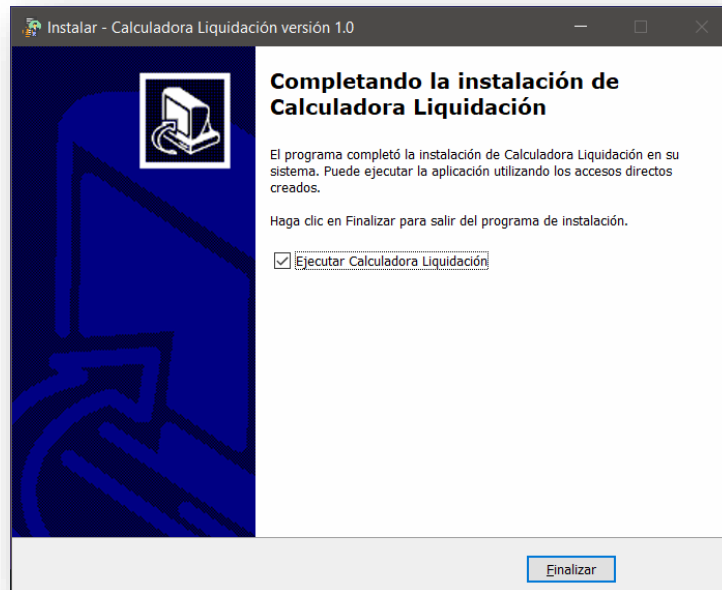 Instalar - Calculadora Liquidación versión 1.0
Completando la instalación de
Calculadora Liquidación
El programa completó la instalación de Calculadora Liquidación en su
sistema. Puede ejecutar la aplicación utilizando los accesos directos
creados.
Haga clic en Finalizar para salir del programa de instalación.
Ejecutar Calculadora Liquidación
Finalizar